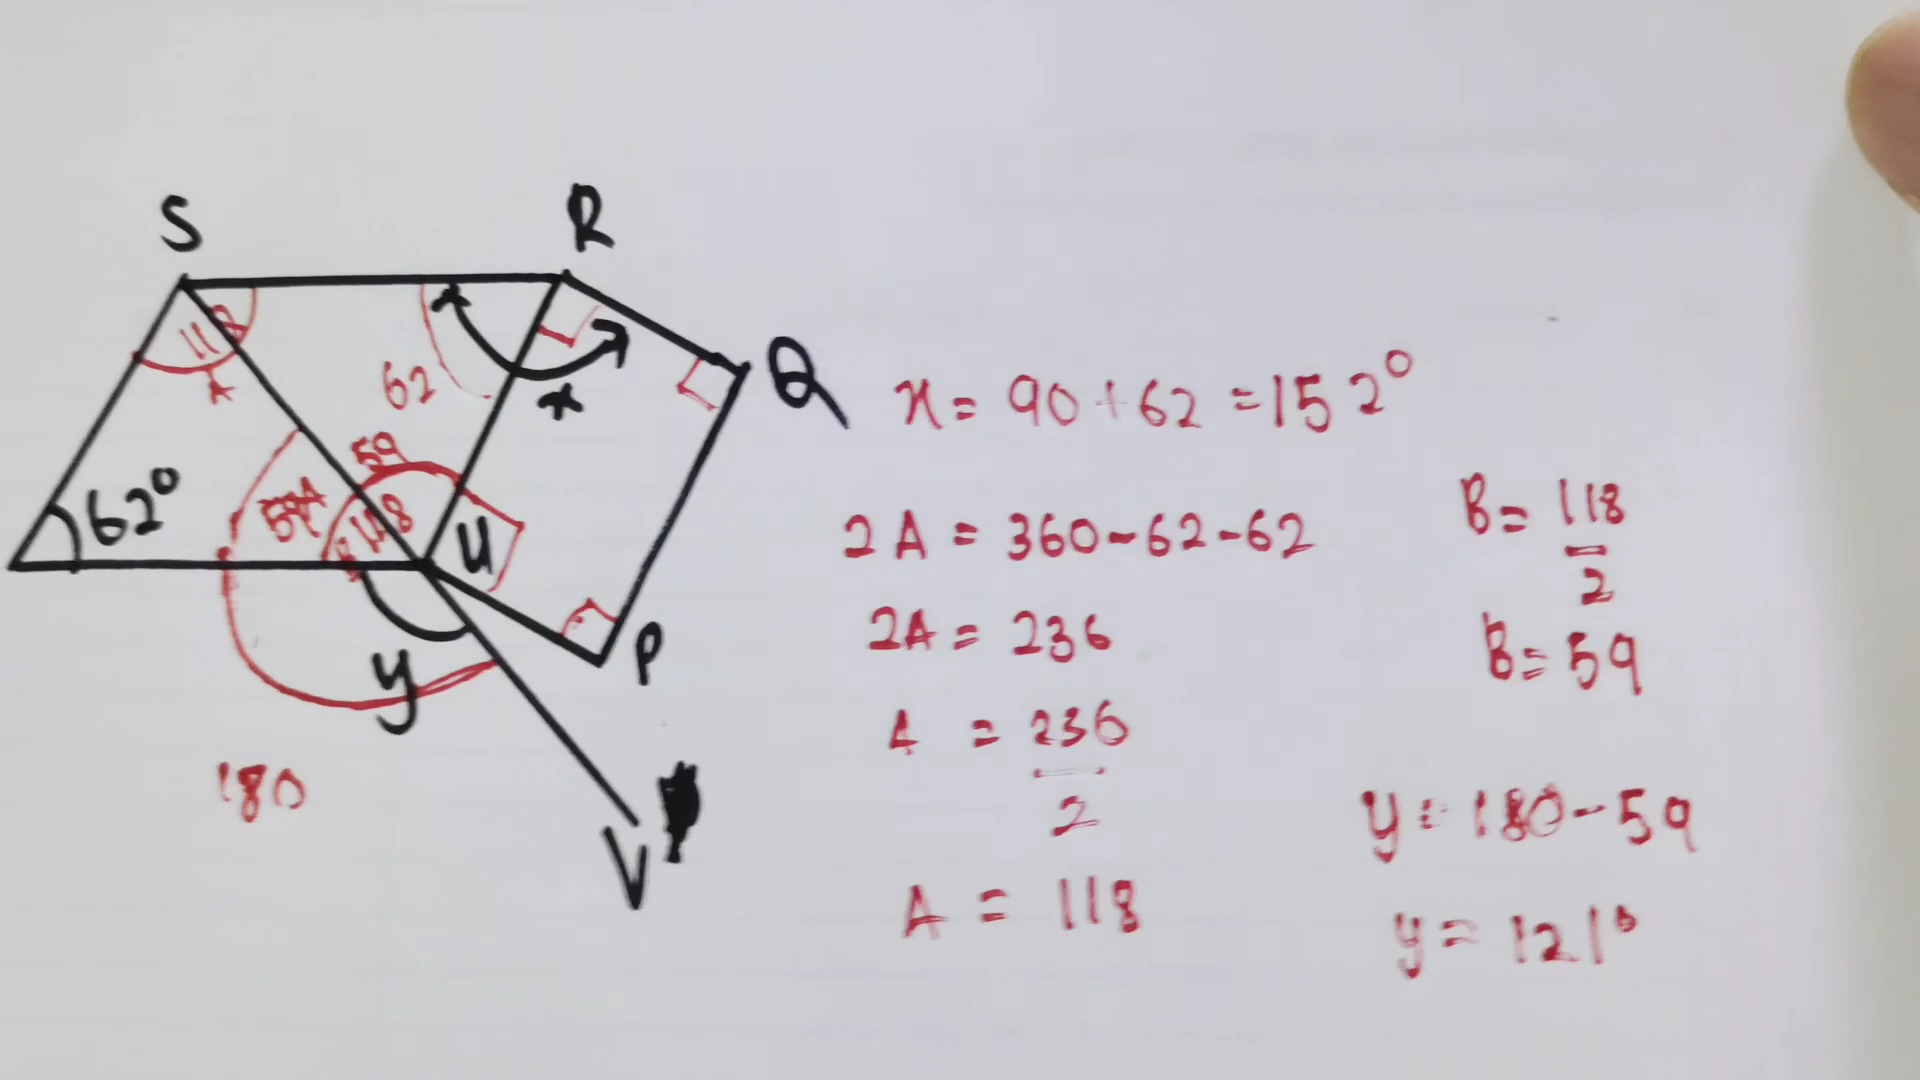 S
R
118
A
62
x
Q
62°
59
118
B
U
y
P
180
V
x = 90 + 62 = 152°
2A = 360-62-62
2A = 236
A = 236
2
A = 118
B = 118
2
B = 59
y = 180 - 59
y = 121°